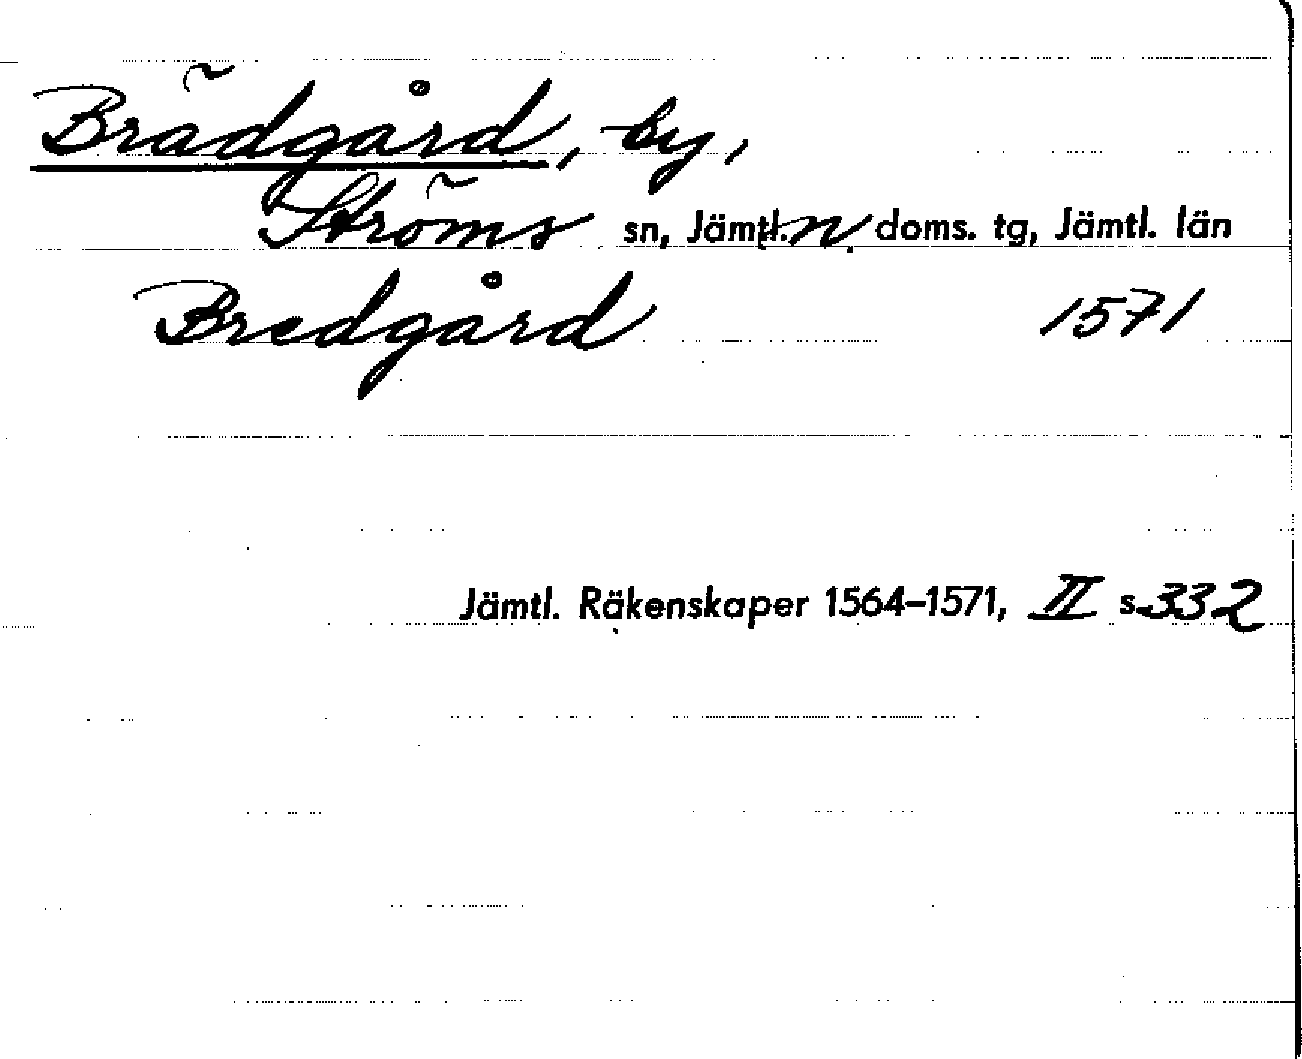 Brädgård, by,
Ströms sn, Jämtl. n. doms. tg, Jämtl. län
Bredgård 1571
Jämtl. Räkenskaper 1564–1571, II s. 332